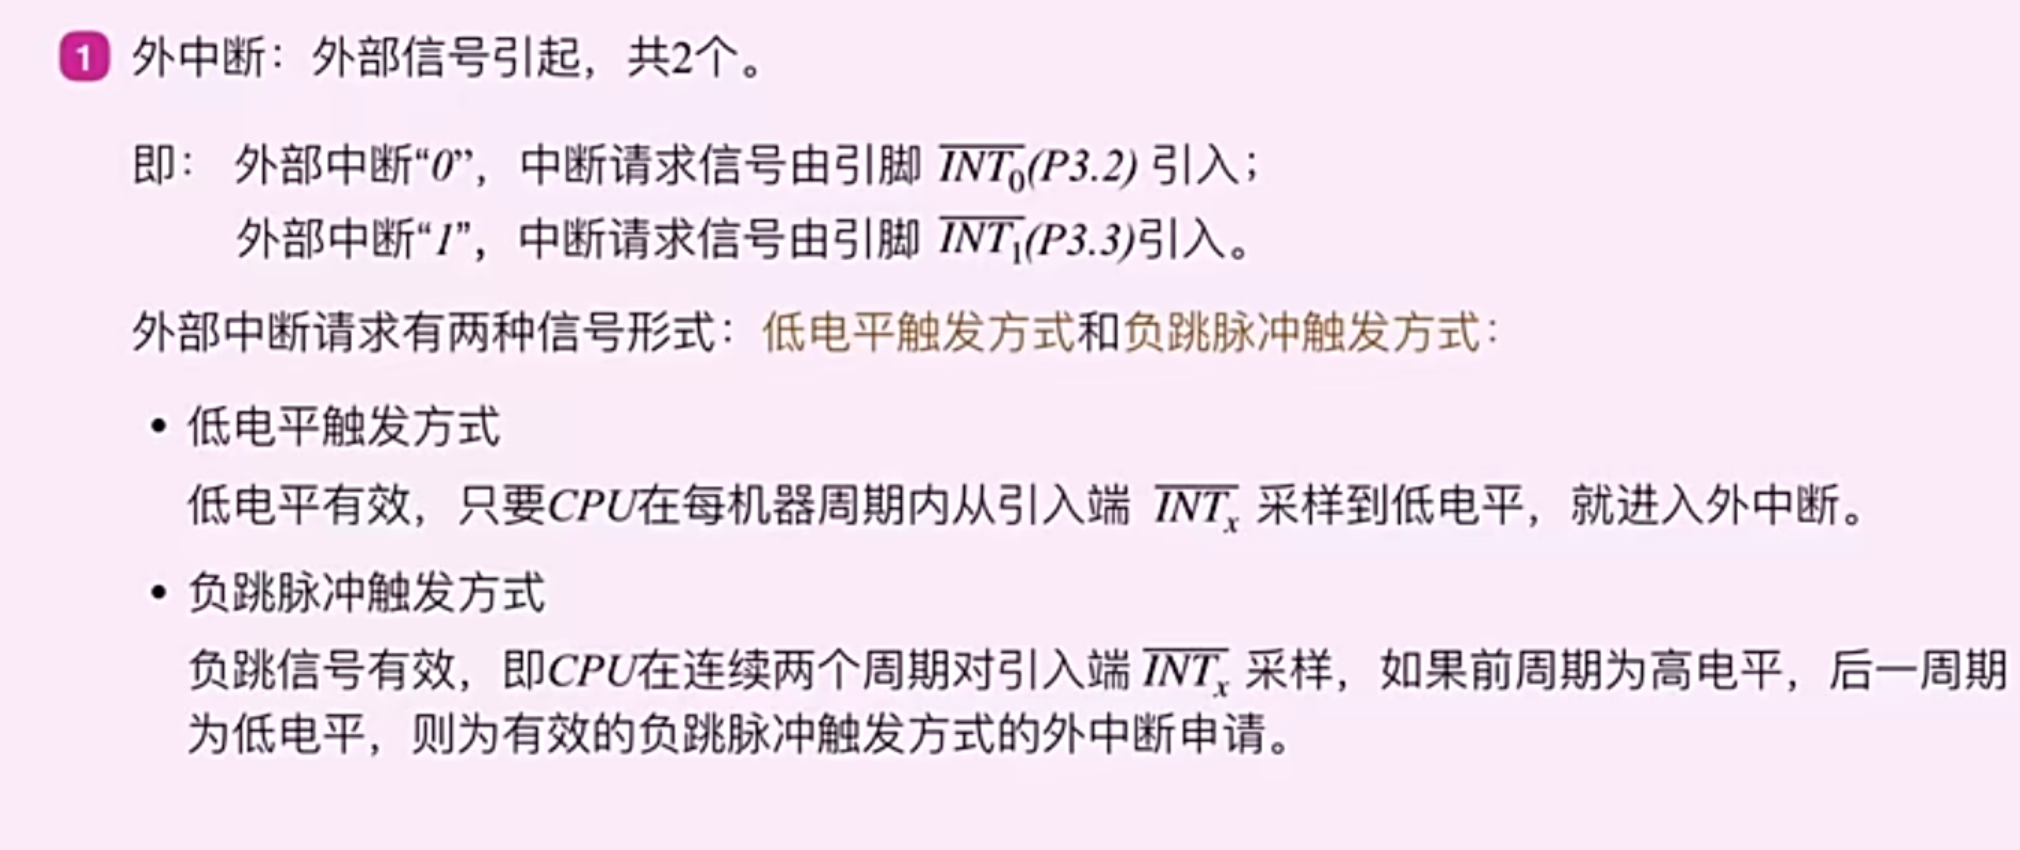 1 外中断：外部信号引起，共2个。
即： 外部中断“0”，中断请求信号由引脚 INT0(P3.2) 引入；
外部中断“1”，中断请求信号由引脚 INT1(P3.3)引入。
外部中断请求有两种信号形式：低电平触发方式和负跳脉冲触发方式：
• 低电平触发方式
低电平有效，只要CPU在每机器周期内从引入端 INTx 采样到低电平，就进入外中断。
• 负跳脉冲触发方式
负跳信号有效，即CPU在连续两个周期对引入端 INTx 采样，如果前周期为高电平，后一周期
为低电平，则为有效的负跳脉冲触发方式的外中断申请。